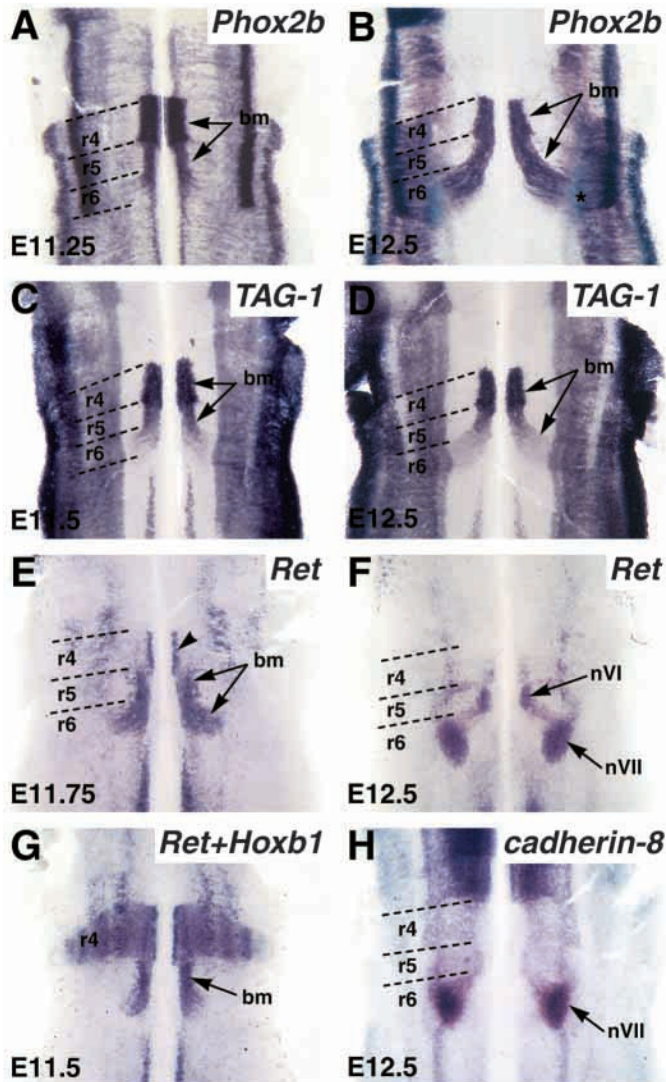 A
Phox2b
r4
r5
r6
bm
E11.25
B
Phox2b
r4
r5
r6
bm
*
E12.5
C
TAG-1
r4
r5
r6
bm
E11.5
D
TAG-1
r4
r5
r6
bm
E12.5
E
Ret
r4
r5
r6
bm
E11.75
F
Ret
r4
r5
r6
nVI
nVII
E12.5
G
Ret+Hoxb1
r4
bm
E11.5
H
cadherin-8
r4
r5
r6
nVII
E12.5